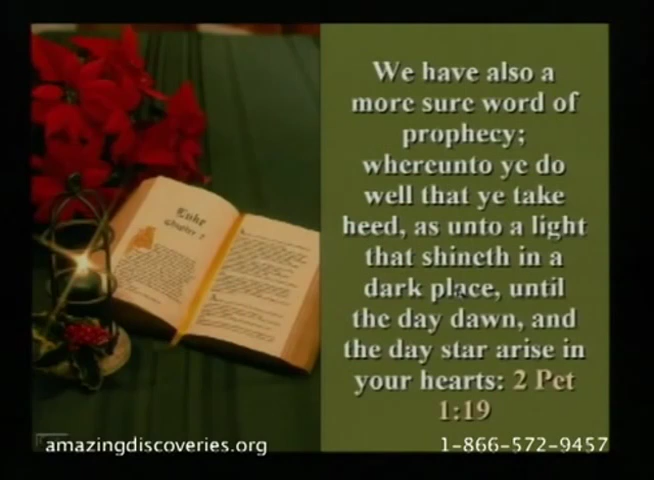 Luke
Chapter 2
We have also a
more sure word of
prophecy;
whereunto ye do
well that ye take
heed, as unto a light
that shineth in a
dark place, until
the day dawn, and
the day star arise in
your hearts: 2 Pet
1:19
amazingdiscoveries.org
1-866-572-9457